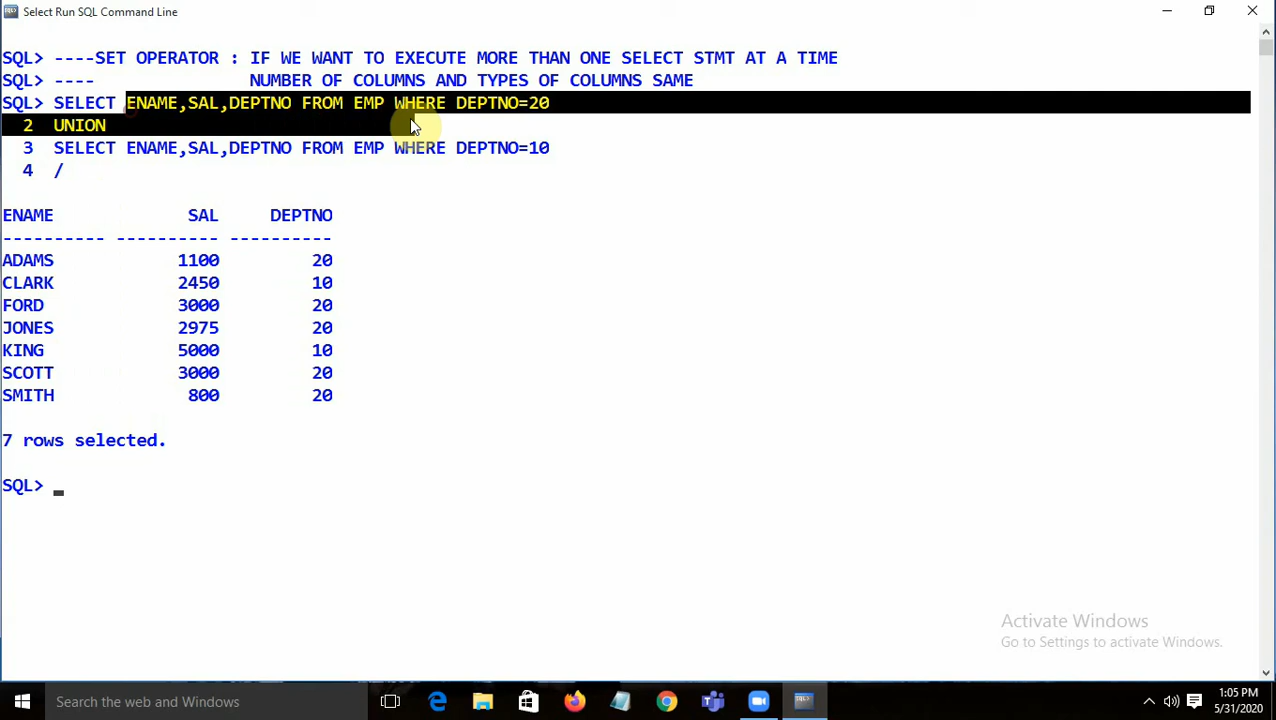 Select Run SQL Command Line
SQL> ----SET OPERATOR : IF WE WANT TO EXECUTE MORE THAN ONE SELECT STMT AT A TIME
SQL> ---- NUMBER OF COLUMNS AND TYPES OF COLUMNS SAME
SQL> SELECT ENAME,SAL,DEPTNO FROM EMP WHERE DEPTNO=20
2 UNION
3 SELECT ENAME,SAL,DEPTNO FROM EMP WHERE DEPTNO=10
4 /
ENAME SAL DEPTNO
---------- ---------- ----------
ADAMS 1100 20
CLARK 2450 10
FORD 3000 20
JONES 2975 20
KING 5000 10
SCOTT 3000 20
SMITH 800 20
7 rows selected.
SQL> _
Activate Windows
Go to Settings to activate Windows.
Search the web and Windows
1:05 PM
5/31/2020